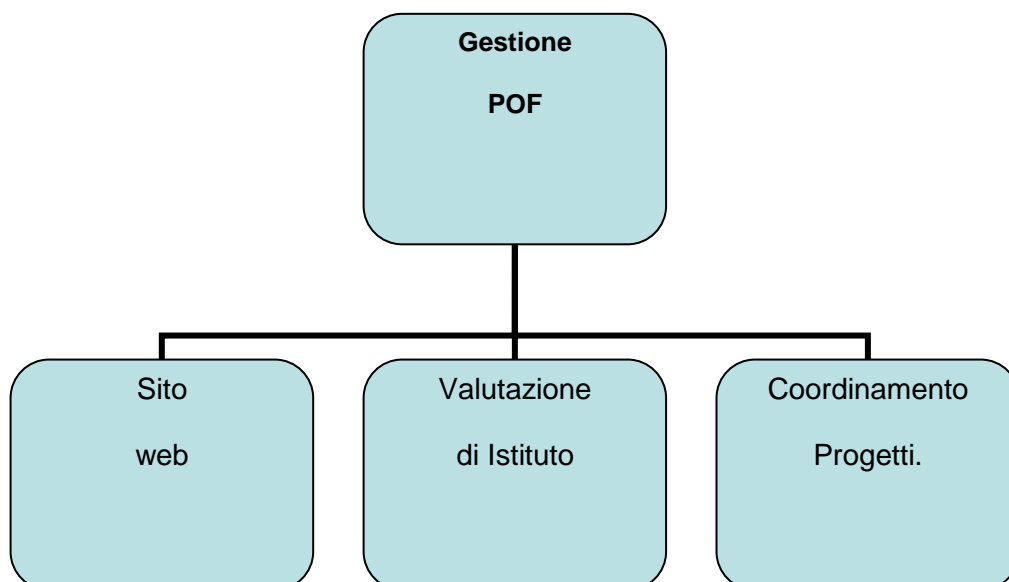 Gestione
POF
Sito
web
Valutazione
di Istituto
Coordinamento
Progetti.